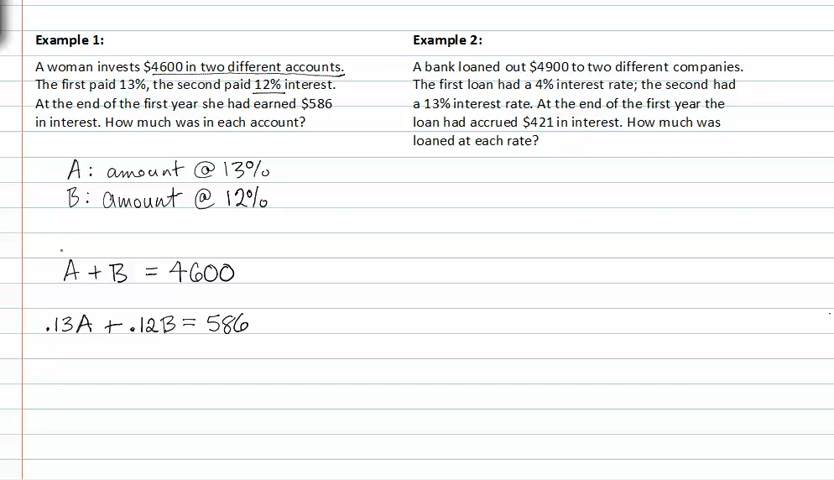 Example 1:
A woman invests $4600 in two different accounts.
The first paid 13%, the second paid 12% interest.
At the end of the first year she had earned $586
in interest. How much was in each account?
A: amount @ 13%
B: amount @ 12%
A + B = 4600
.13A + .12B = 586
Example 2:
A bank loaned out $4900 to two different companies.
The first loan had a 4% interest rate; the second had
a 13% interest rate. At the end of the first year the
loan had accrued $421 in interest. How much was
loaned at each rate?